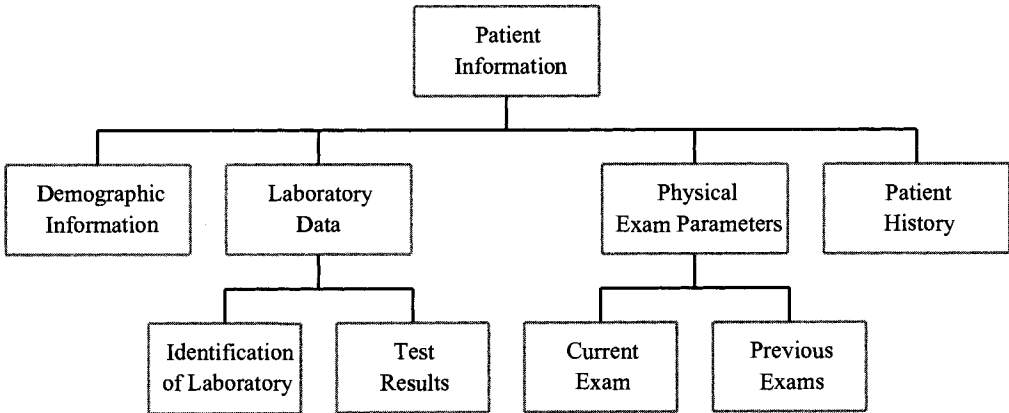 Patient
Information
Demographic
Information
Laboratory
Data
Physical
Exam Parameters
Patient
History
Identification
of Laboratory
Test
Results
Current
Exam
Previous
Exams